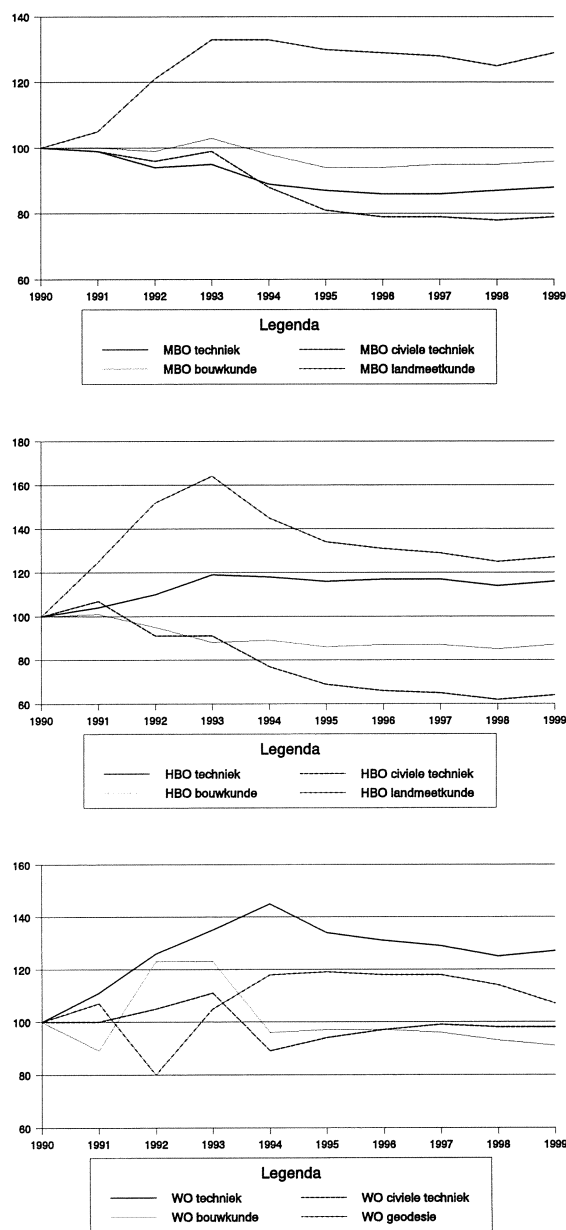 140
120
100
80
60
1990 1991 1992 1993 1994 1995 1996 1997 1998 1999
Legenda
MBO techniek MBO civiele techniek
MBO bouwkunde MBO landmeetkunde
180
160
140
120
100
80
60
1990 1991 1992 1993 1994 1995 1996 1997 1998 1999
Legenda
HBO techniek HBO civiele techniek
HBO bouwkunde HBO landmeetkunde
160
140
120
100
80
60
1990 1991 1992 1993 1994 1995 1996 1997 1998 1999
Legenda
WO techniek WO civiele techniek
WO bouwkunde WO geodesie